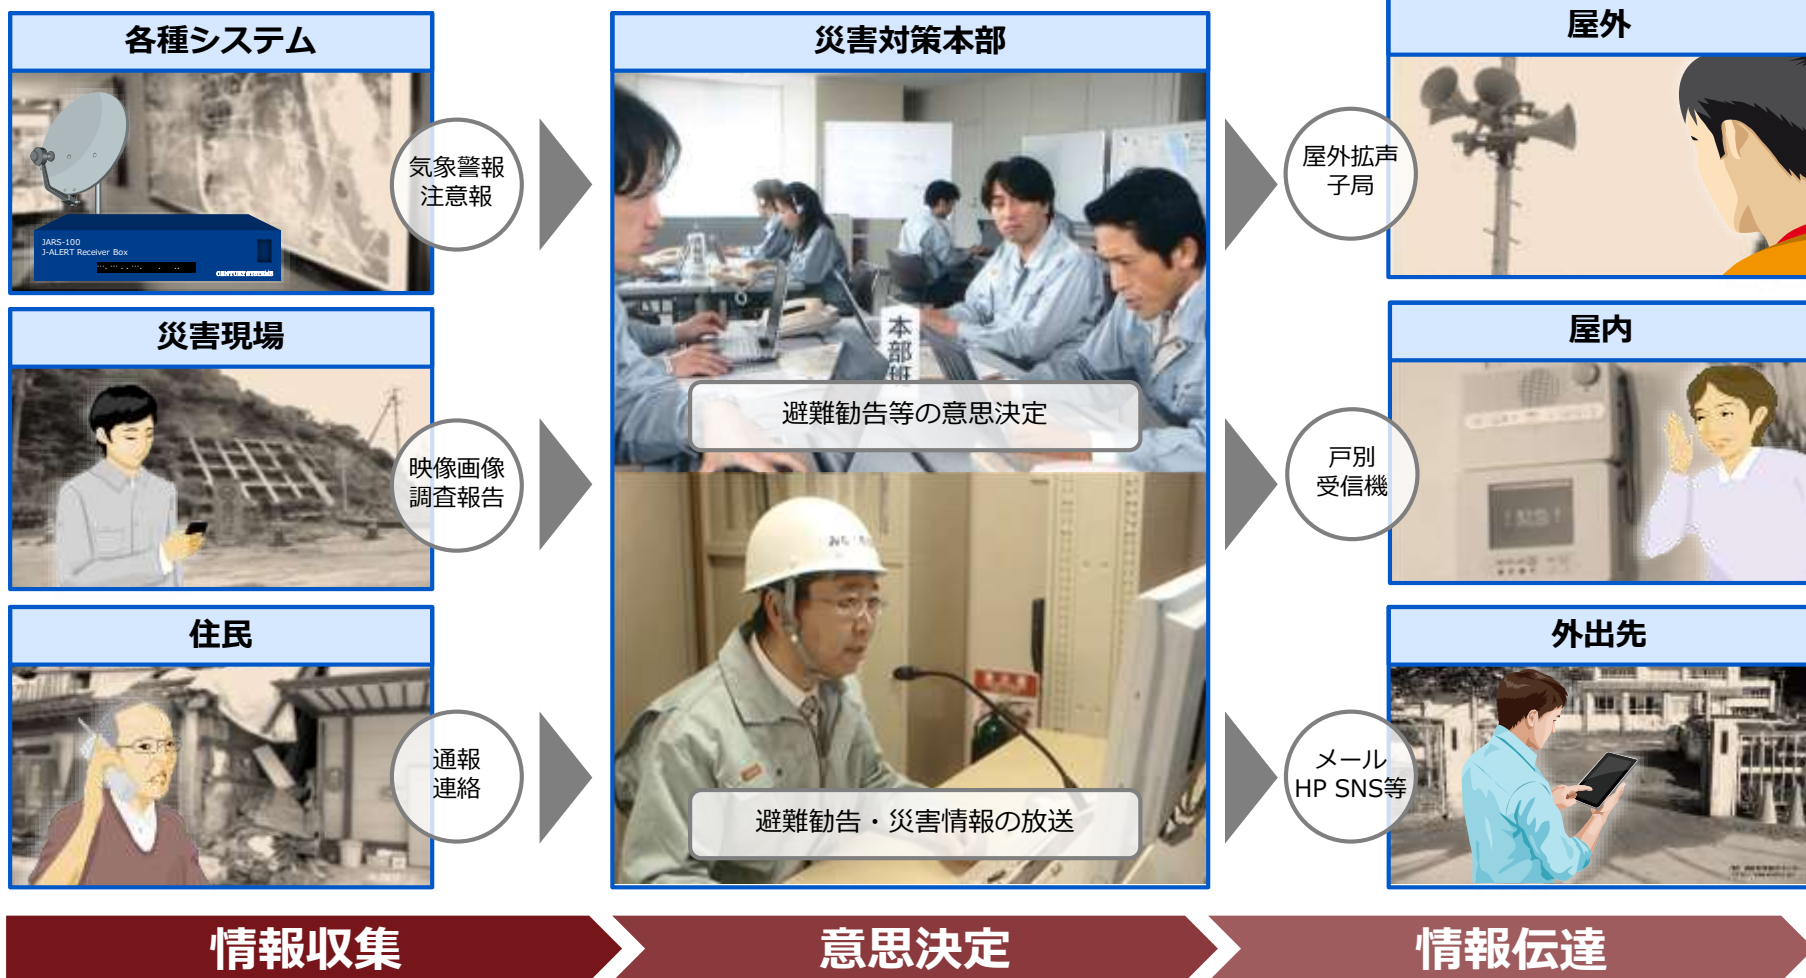 各種システム
JARS-100
J-ALERT Receiver Box
CENTURY SYSTEMS
気象警報
注意報
災害現場
映像画像
調査報告
住民
通報
連絡
災害対策本部
本部班
避難勧告等の意思決定
避難勧告・災害情報の放送
屋外
屋外拡声
子局
屋内
戸別
受信機
外出先
メール
HP SNS等
情報収集
意思決定
情報伝達